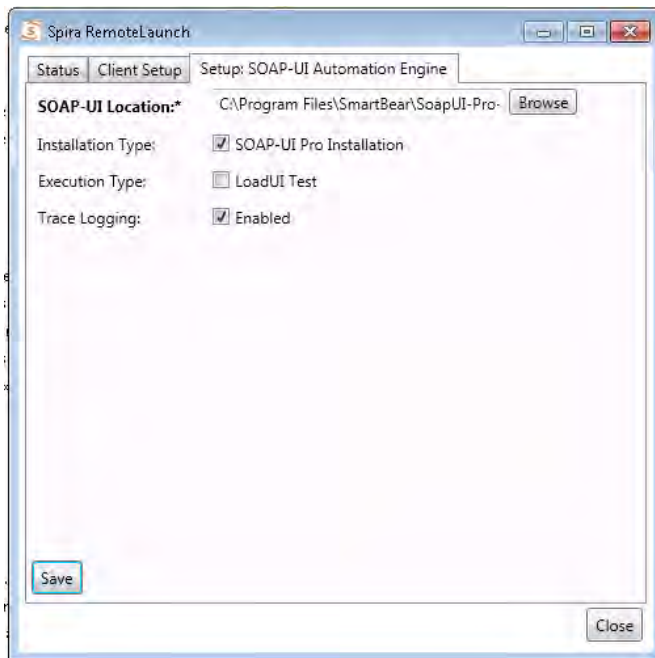 Spira RemoteLaunch
Status Client Setup Setup: SOAP-UI Automation Engine
SOAP-UI Location:* C:\Program Files\SmartBear\SoapUI-Pro- Browse
Installation Type: SOAP-UI Pro Installation
Execution Type: LoadUI Test
Trace Logging: Enabled
Save
Close